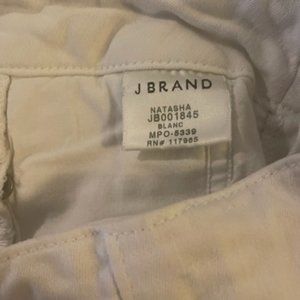 J BRAND
NATASHA
JB001845
BLANC
MPO-5339
RN# 117965